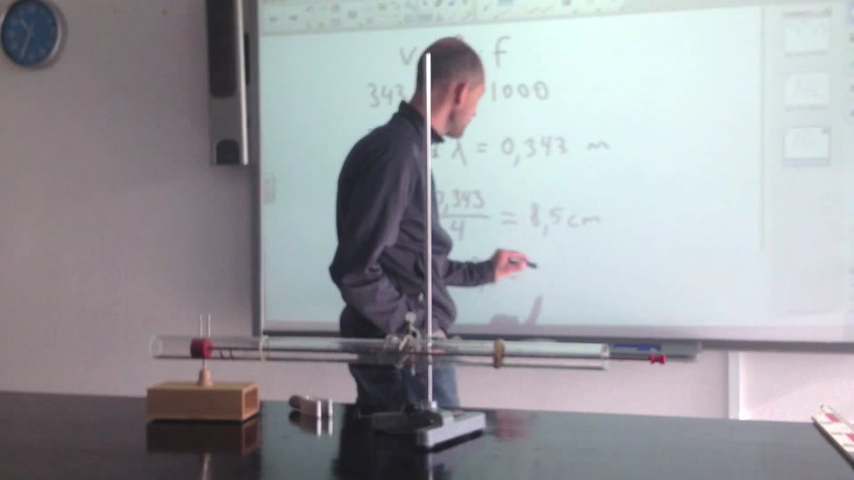 v f
343 1000
λ = 0,343 m
0,343
4
= 8,5 cm